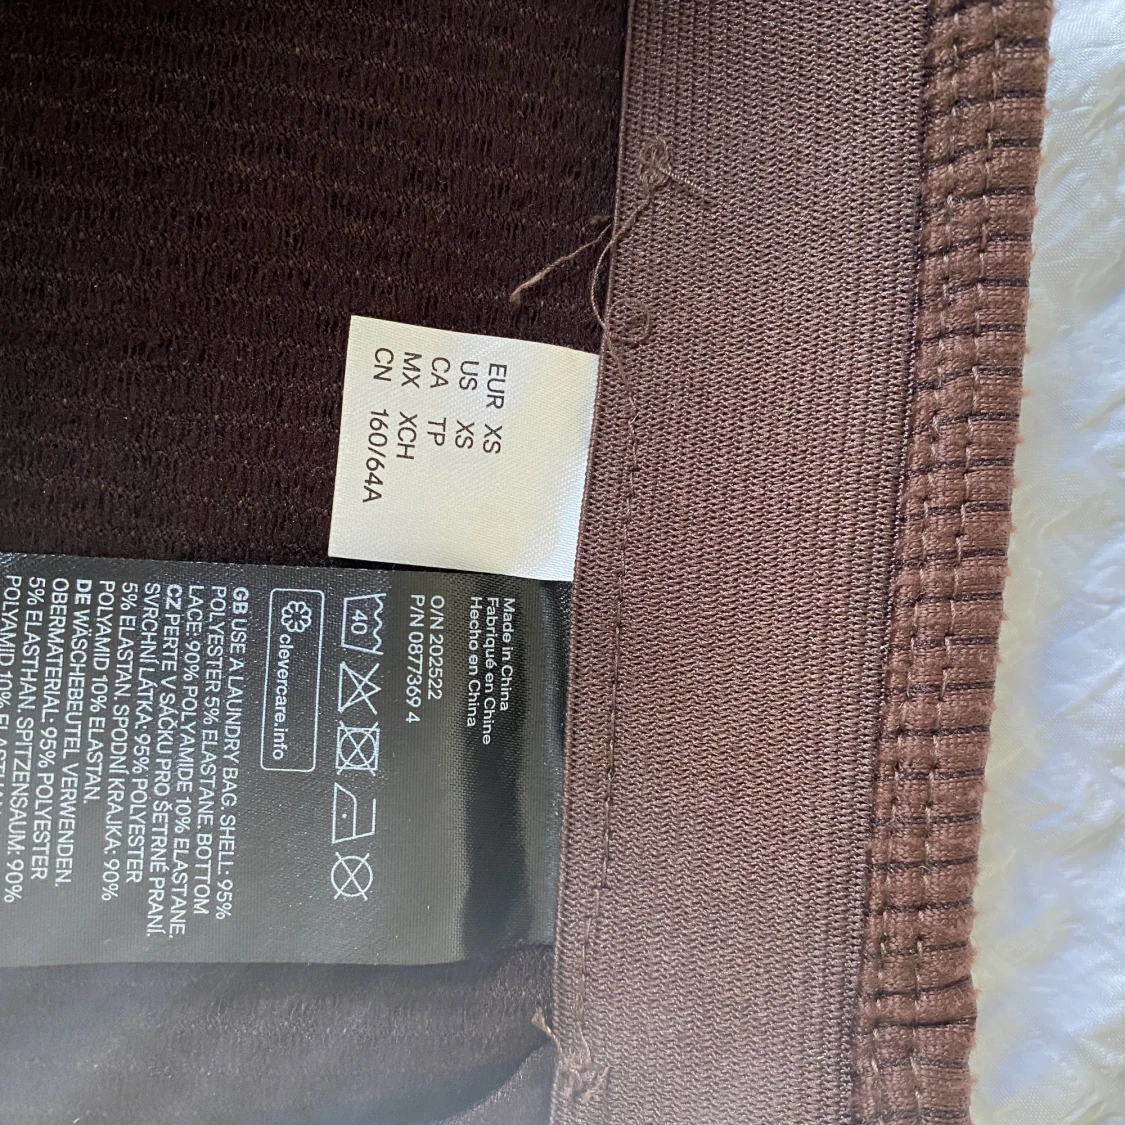 EUR XS
US XS
CA TP
MX XCH
CN 160/64A
Made in China
Fabriqué en Chine
Hecho en China
O/N 202522
P/N 0877369 4
40
clevercare.info
GB USE A LAUNDRY BAG. SHELL: 95%
POLYESTER 5% ELASTANE. BOTTOM
LACE: 90% POLYAMIDE 10% ELASTANE.
CZ PERTE V SÁČKU PRO ŠETRNÉ PRANÍ.
SVRCHNÍ LÁTKA: 95% POLYESTER
5% ELASTAN. SPODNÍ KRAJKA: 90%
POLYAMID 10% ELASTAN.
DE WÄSCHEBEUTEL VERWENDEN.
OBERMATERIAL: 95% POLYESTER
5% ELASTHAN. SPITZENSAUM: 90%
POLYAMID 10%